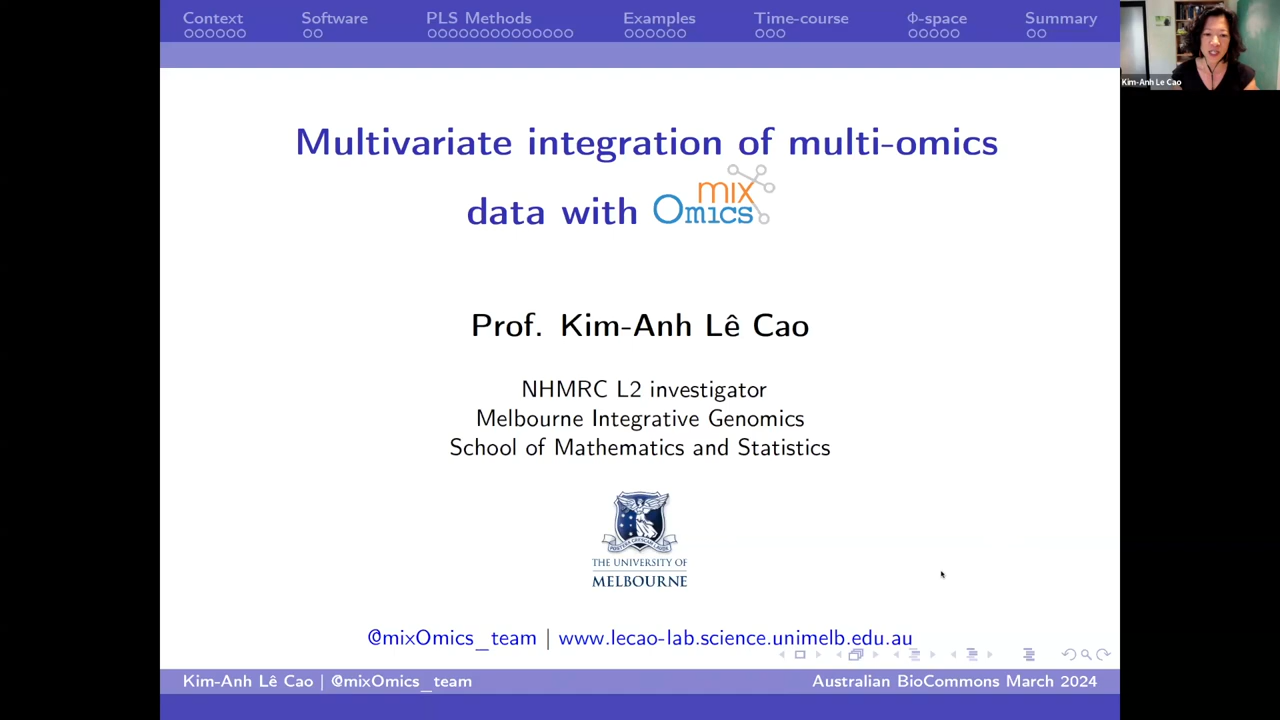 Context Software PLS Methods Examples Time-course Φ-space Summary
Kim-Anh Le Cao
Multivariate integration of multi-omics
data with mixOmics
Prof. Kim-Anh Lê Cao
NHMRC L2 investigator
Melbourne Integrative Genomics
School of Mathematics and Statistics
THE UNIVERSITY OF
MELBOURNE
@mixOmics_team | www.lecao-lab.science.unimelb.edu.au
Kim-Anh Lê Cao | @mixOmics_team Australian BioCommons March 2024